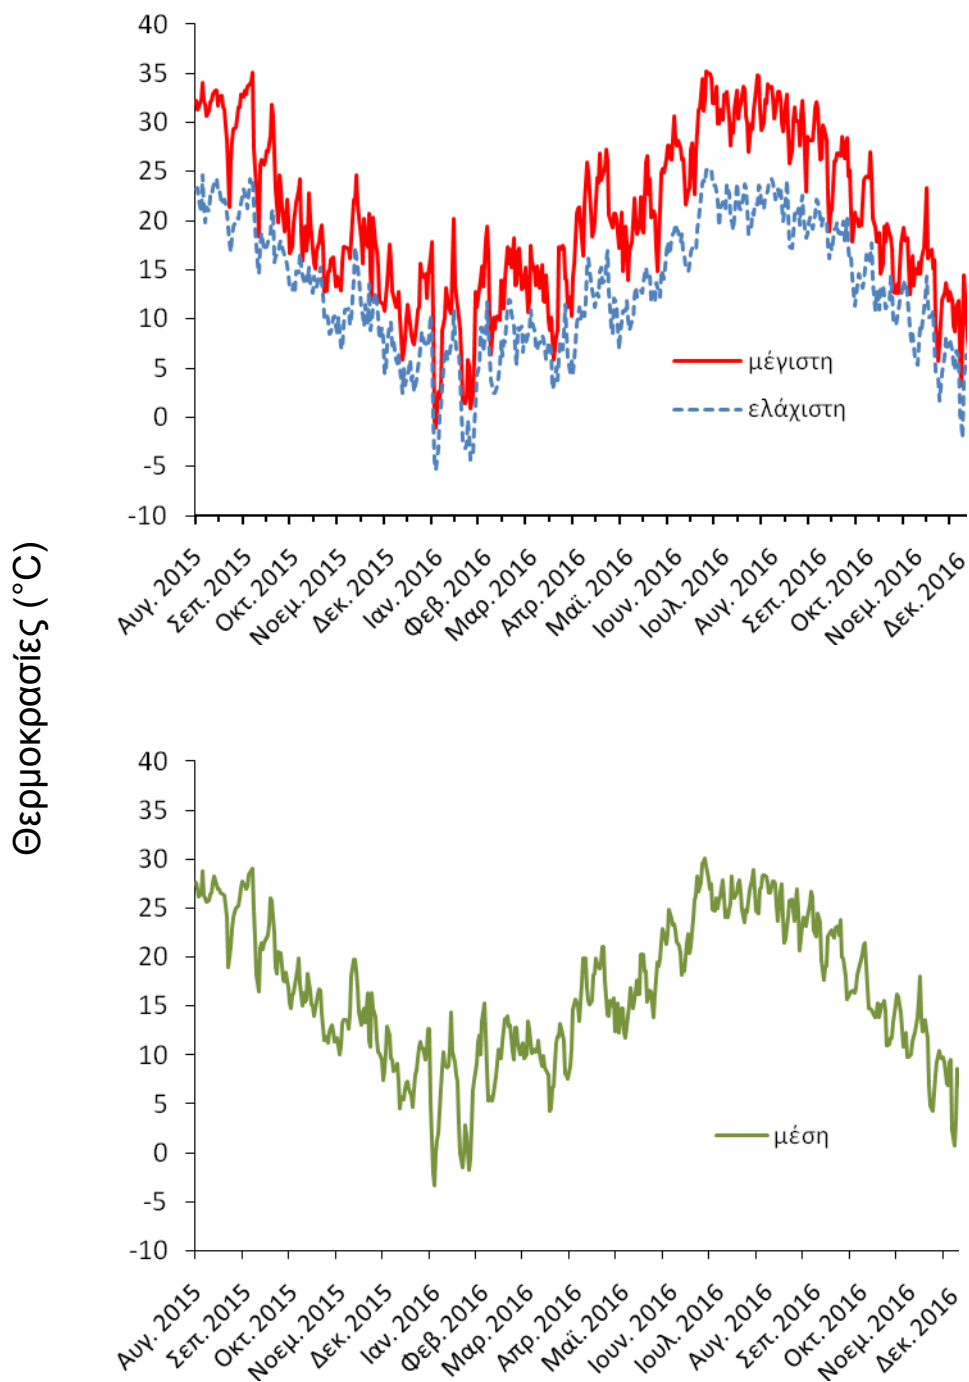 Θερμοκρασίες (°C)
40
35
30
25
20
15
10
5
0
-5
-10
μέγιστη
ελάχιστη
Αυγ. 2015
Σεπ. 2015
Οκτ. 2015
Νοεμ. 2015
Δεκ. 2015
Ιαν. 2016
Φεβ. 2016
Μαρ. 2016
Απρ. 2016
Μαϊ. 2016
Ιουν. 2016
Ιουλ. 2016
Αυγ. 2016
Σεπ. 2016
Οκτ. 2016
Νοεμ. 2016
Δεκ. 2016
40
35
30
25
20
15
10
5
0
-5
-10
μέση
Αυγ. 2015
Σεπ. 2015
Οκτ. 2015
Νοεμ. 2015
Δεκ. 2015
Ιαν. 2016
Φεβ. 2016
Μαρ. 2016
Απρ. 2016
Μαϊ. 2016
Ιουν. 2016
Ιουλ. 2016
Αυγ. 2016
Σεπ. 2016
Οκτ. 2016
Νοεμ. 2016
Δεκ. 2016